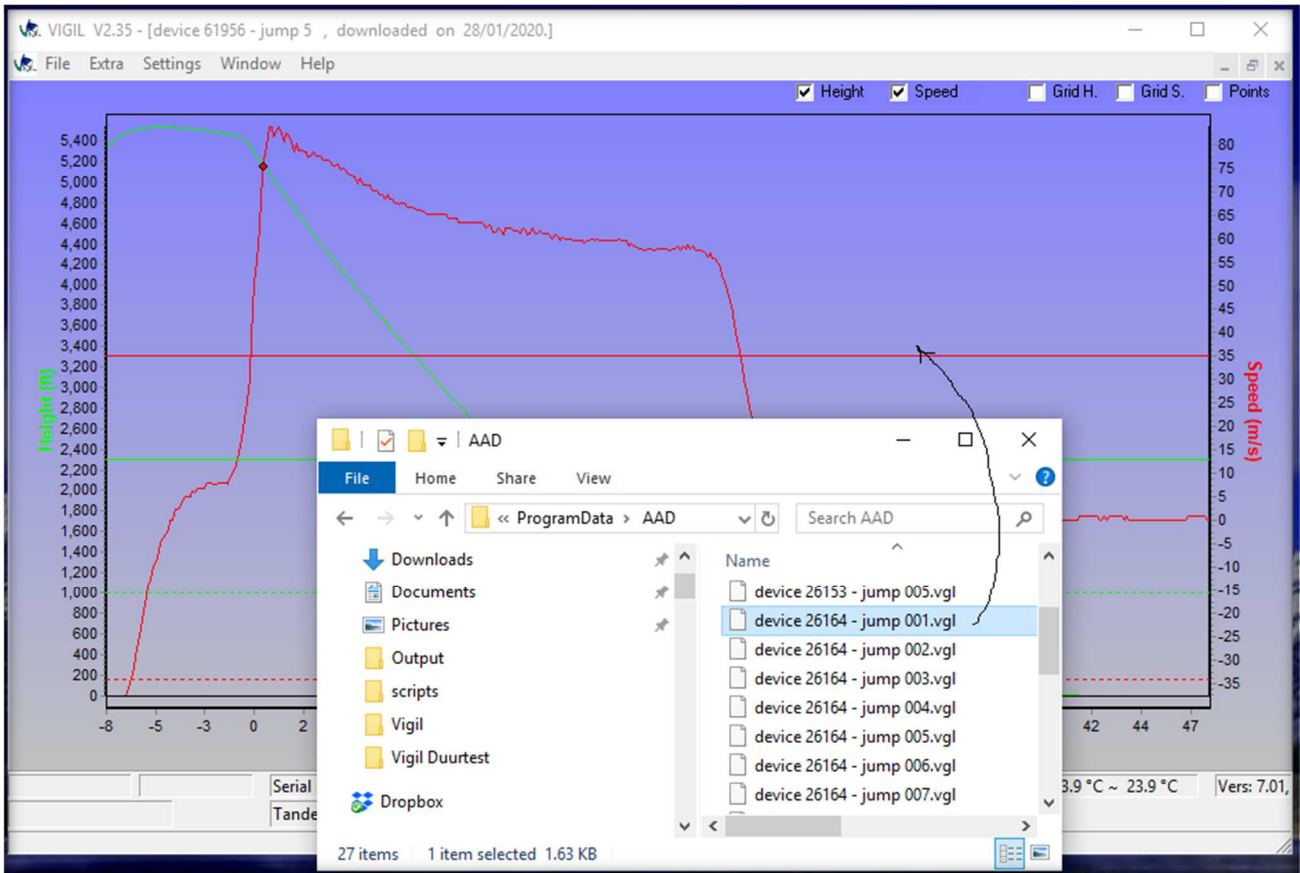 VIGIL V2.35 - [device 61956 - jump 5 , downloaded on 28/01/2020.]
File Extra Settings Window Help
Height Speed Grid H. Grid S. Points
5,400
5,200
5,000
4,800
4,600
4,400
4,200
4,000
3,800
3,600
3,400
3,200
3,000
2,800
2,600
2,400
2,200
2,000
1,800
1,600
1,400
1,200
1,000
800
600
400
200
0
Height (ft)
80
75
70
65
60
55
50
45
40
35
30
25
20
15
10
5
0
-5
-10
-15
-20
-25
-30
-35
Speed (m/s)
-8 -5 -3 0 2 42 44 47
AAD
File Home Share View
« ProgramData > AAD Search AAD
Downloads
Documents
Pictures
Output
scripts
Vigil
Vigil Duurtest
Dropbox
Name
device 26153 - jump 005.vgl
device 26164 - jump 001.vgl
device 26164 - jump 002.vgl
device 26164 - jump 003.vgl
device 26164 - jump 004.vgl
device 26164 - jump 005.vgl
device 26164 - jump 006.vgl
device 26164 - jump 007.vgl
27 items 1 item selected 1.63 KB
Serial 3.9 °C ~ 23.9 °C Vers: 7.01,
Tande